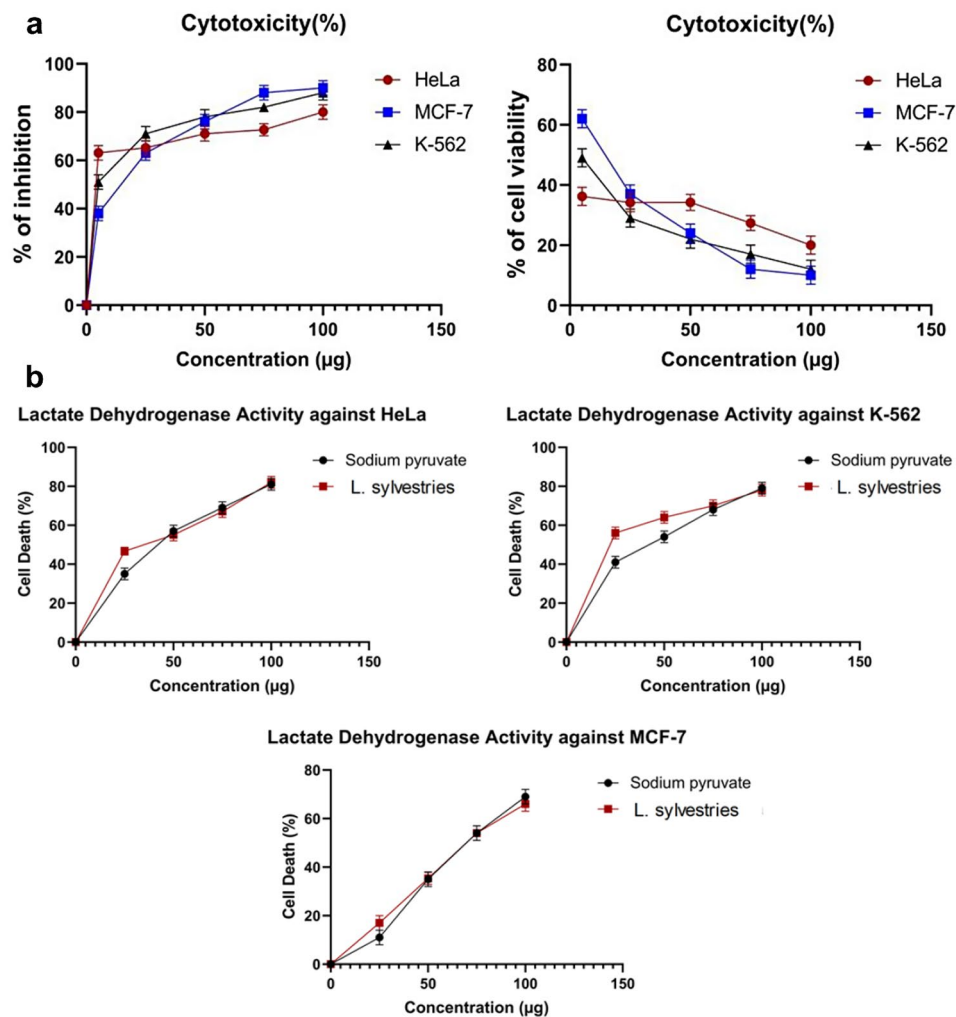 a
Cytotoxicity(%)
% of inhibition
100
80
60
40
20
0
0 50 100 150
Concentration (µg)
HeLa
MCF-7
K-562
Cytotoxicity(%)
% of cell viability
80
60
40
20
0
0 50 100 150
Concentration (µg)
HeLa
MCF-7
K-562
b
Lactate Dehydrogenase Activity against HeLa
Cell Death (%)
100
80
60
40
20
0
0 50 100 150
Concentration (µg)
Sodium pyruvate
L. sylvestries
Lactate Dehydrogenase Activity against K-562
Cell Death (%)
100
80
60
40
20
0
0 50 100 150
Concentration (µg)
Sodium pyruvate
L. sylvestries
Lactate Dehydrogenase Activity against MCF-7
Cell Death (%)
80
60
40
20
0
0 50 100 150
Concentration (µg)
Sodium pyruvate
L. sylvestries